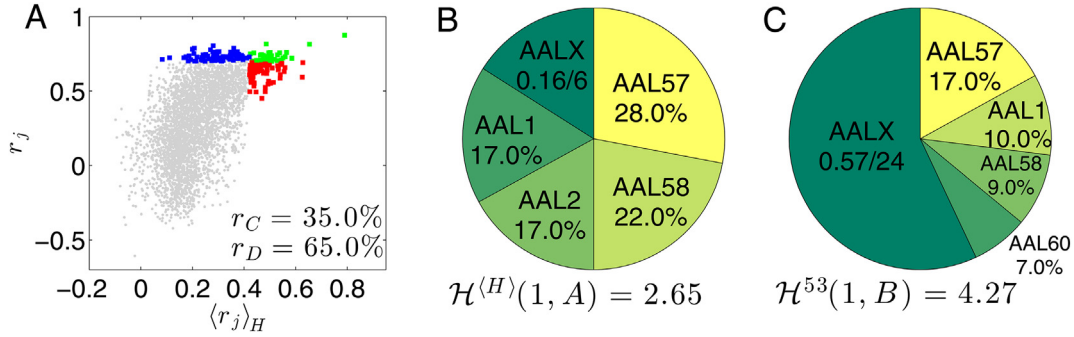 A
1
0.5
0
−0.5
r_j
r_C = 35.0%
r_D = 65.0%
−0.2 0 0.2 0.4 0.6 0.8
⟨r_j⟩_H
B
AALX
0.16/6
AAL57
28.0%
AAL1
17.0%
AAL2
17.0%
AAL58
22.0%
ℋ^⟨H⟩(1, A) = 2.65
C
AAL57
17.0%
AAL1
10.0%
AALX
0.57/24
AAL58
9.0%
AAL60
7.0%
ℋ^53(1, B) = 4.27